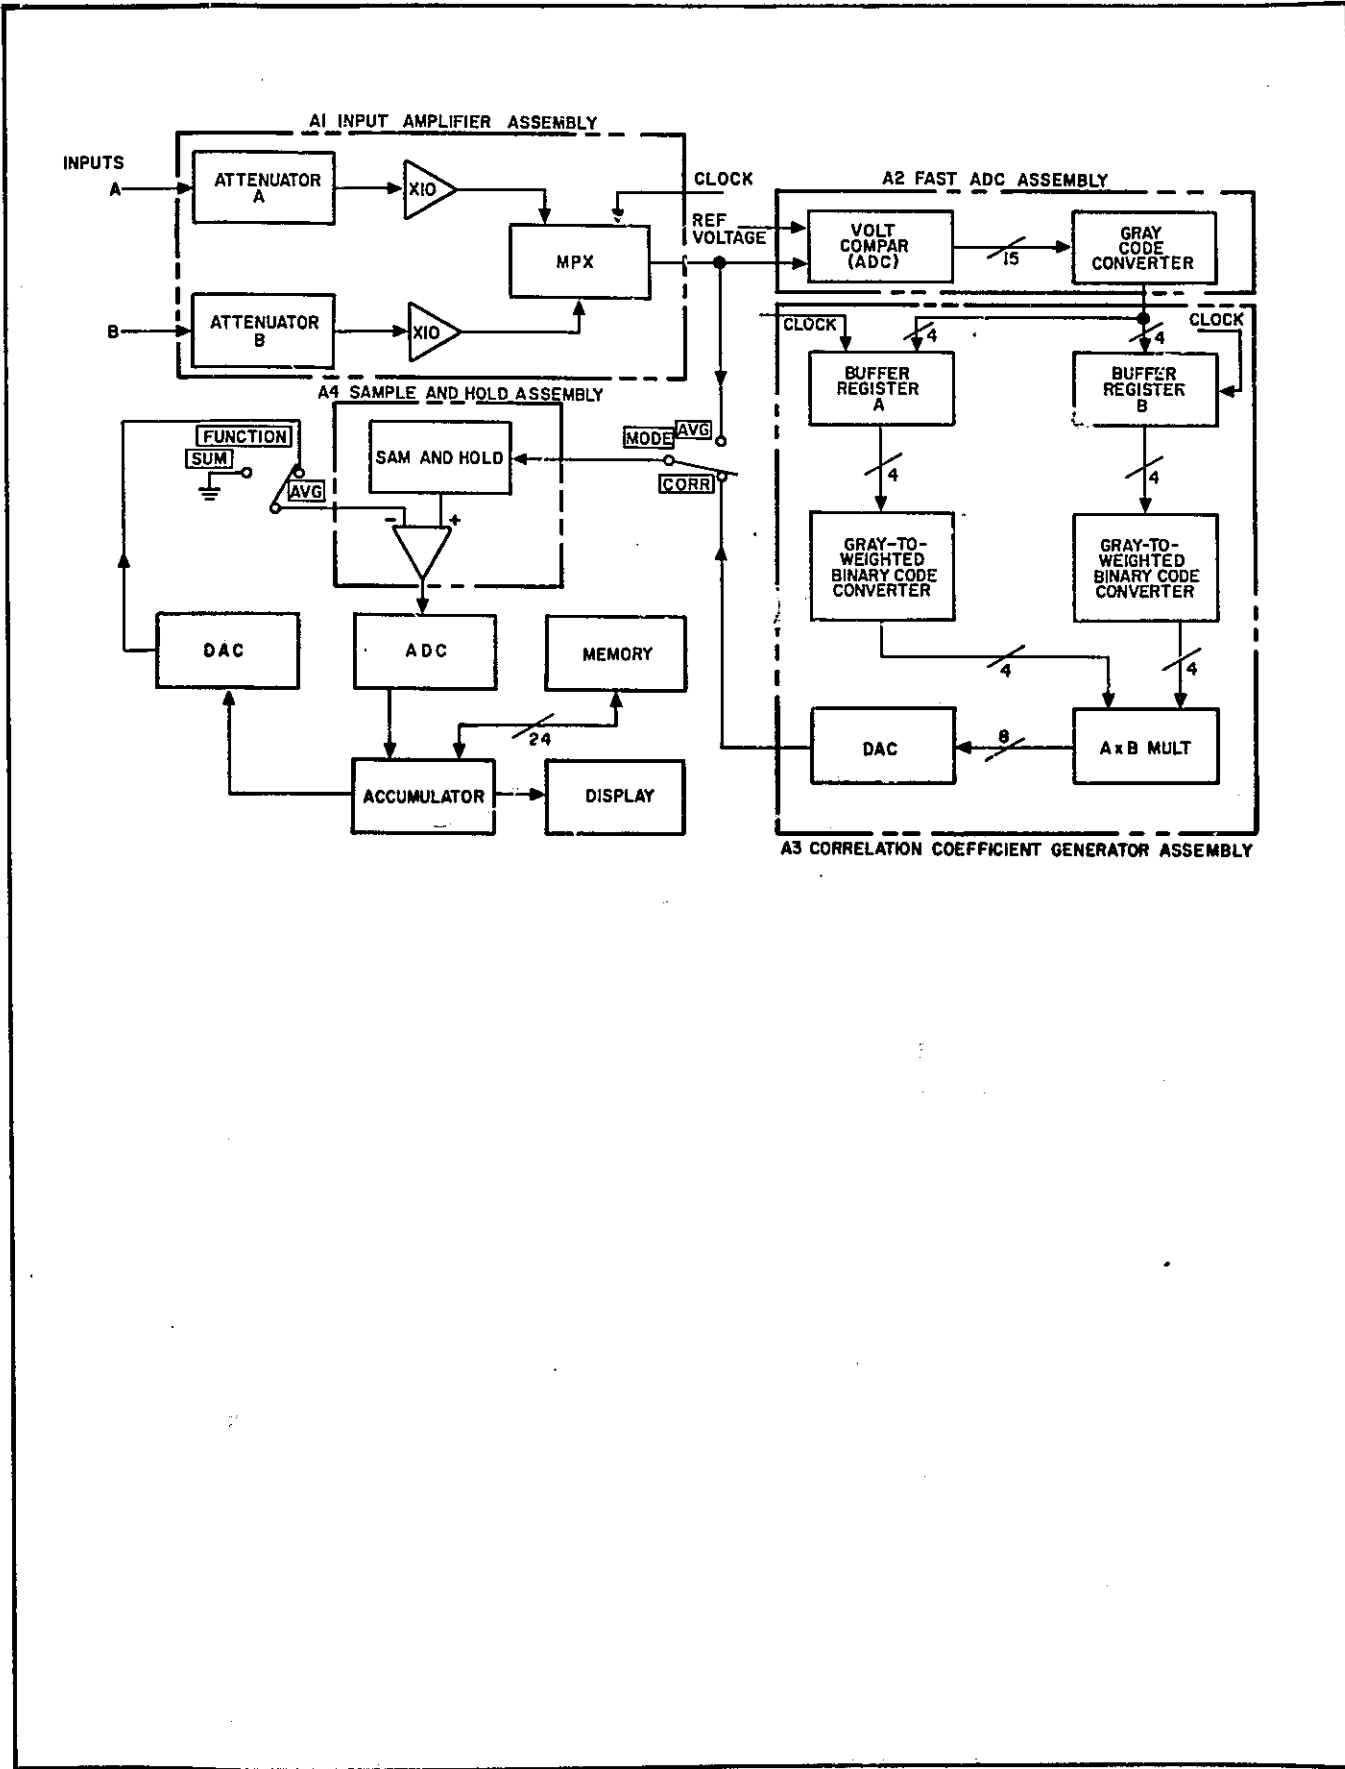 A1 INPUT AMPLIFIER ASSEMBLY
INPUTS
A
ATTENUATOR
A
X10
CLOCK
REF
VOLTAGE
MPX
B
ATTENUATOR
B
X10
A2 FAST ADC ASSEMBLY
VOLT
COMPAR
(ADC)
15
GRAY
CODE
CONVERTER
CLOCK
4
4
CLOCK
BUFFER
REGISTER
A
BUFFER
REGISTER
B
4
4
GRAY-TO-
WEIGHTED
BINARY CODE
CONVERTER
GRAY-TO-
WEIGHTED
BINARY CODE
CONVERTER
4
4
DAC
8
A x B MULT
A3 CORRELATION COEFFICIENT GENERATOR ASSEMBLY
A4 SAMPLE AND HOLD ASSEMBLY
SAM AND HOLD
MODE
AVG
CORR
FUNCTION
SUM
AVG
-
+
DAC
ADC
MEMORY
24
ACCUMULATOR
DISPLAY